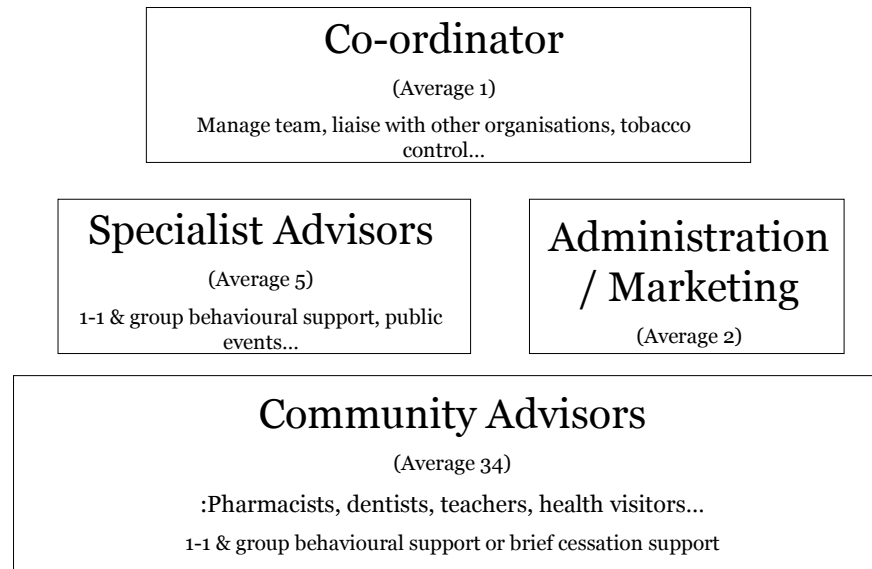 Co-ordinator
(Average 1)
Manage team, liaise with other organisations, tobacco
control...
Specialist Advisors
(Average 5)
1-1 & group behavioural support, public
events...
Administration
/ Marketing
(Average 2)
Community Advisors
(Average 34)
:Pharmacists, dentists, teachers, health visitors...
1-1 & group behavioural support or brief cessation support